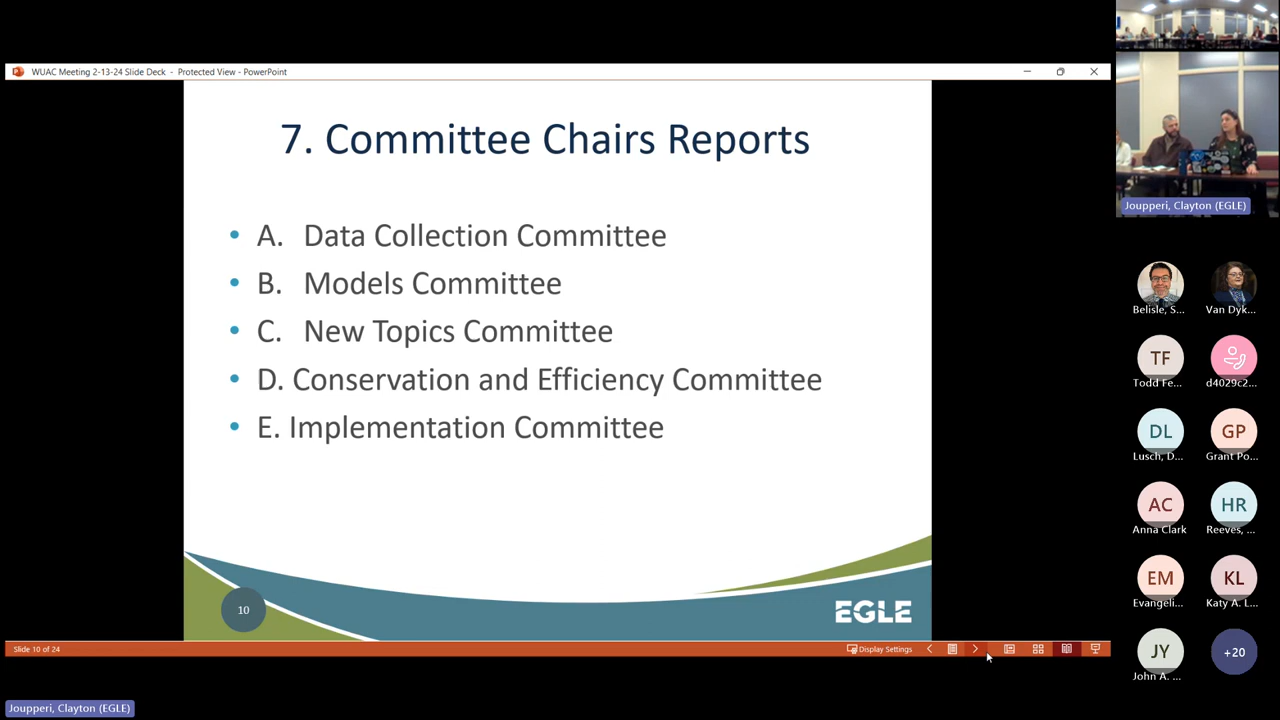 WUAC Meeting 2-13-24 Slide Deck - Protected View - PowerPoint
7. Committee Chairs Reports
• A. Data Collection Committee
• B. Models Committee
• C. New Topics Committee
• D. Conservation and Efficiency Committee
• E. Implementation Committee
10
EGLE
Slide 10 of 24
Display Settings
Joupperi, Clayton (EGLE)
Belisle, S...
Van Dyk...
TF
Todd Fe...
d4029c2...
DL
Lusch, D...
GP
Grant Po...
AC
Anna Clark
HR
Reeves, ...
EM
Evangeli...
KL
Katy A. L...
JY
John A. ...
+20
Joupperi, Clayton (EGLE)